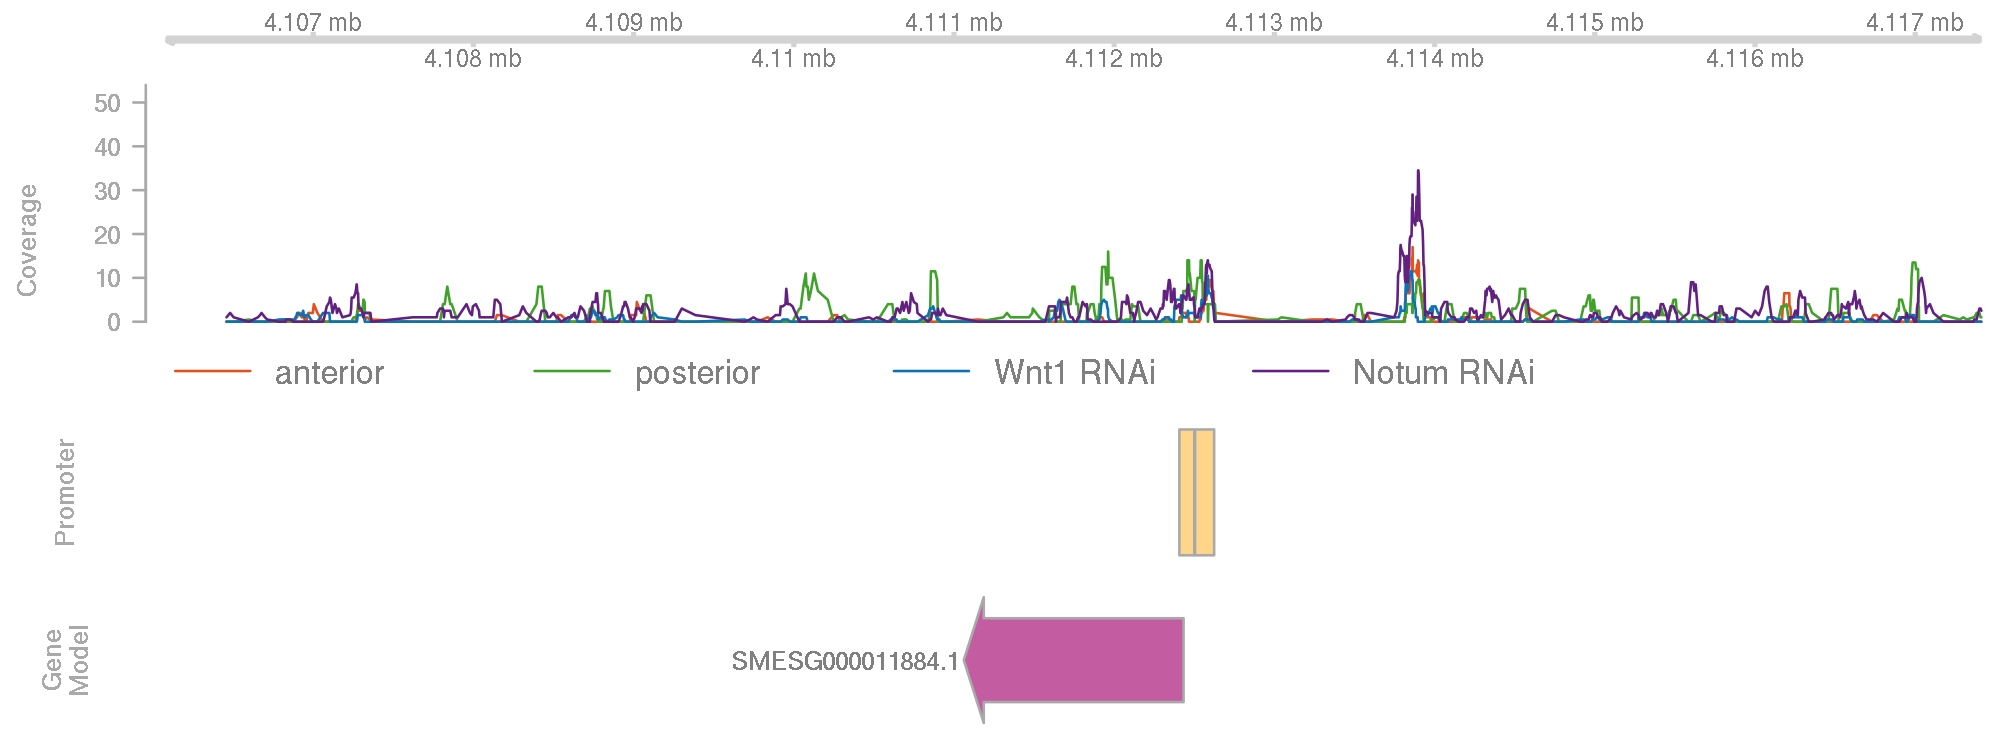 4.107 mb 4.109 mb 4.111 mb 4.113 mb 4.115 mb 4.117 mb
4.108 mb 4.11 mb 4.112 mb 4.114 mb 4.116 mb
Coverage
50
40
30
20
10
0
anterior posterior Wnt1 RNAi Notum RNAi
Promoter
Gene
Model
SMESG000011884.1